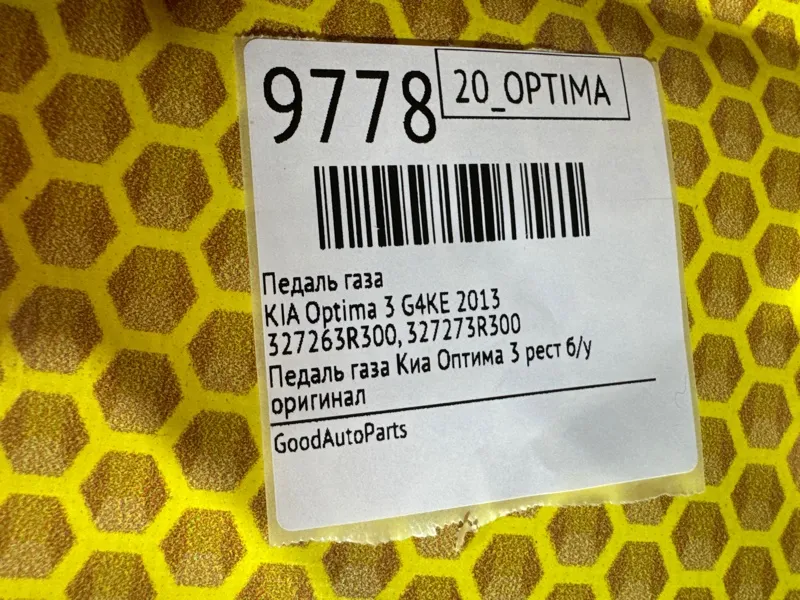 9778
20_OPTIMA
Педаль газа
KIA Optima 3 G4KE 2013
327263R300, 327273R300
Педаль газа Киа Оптима 3 рест б/у
оригинал
GoodAutoParts